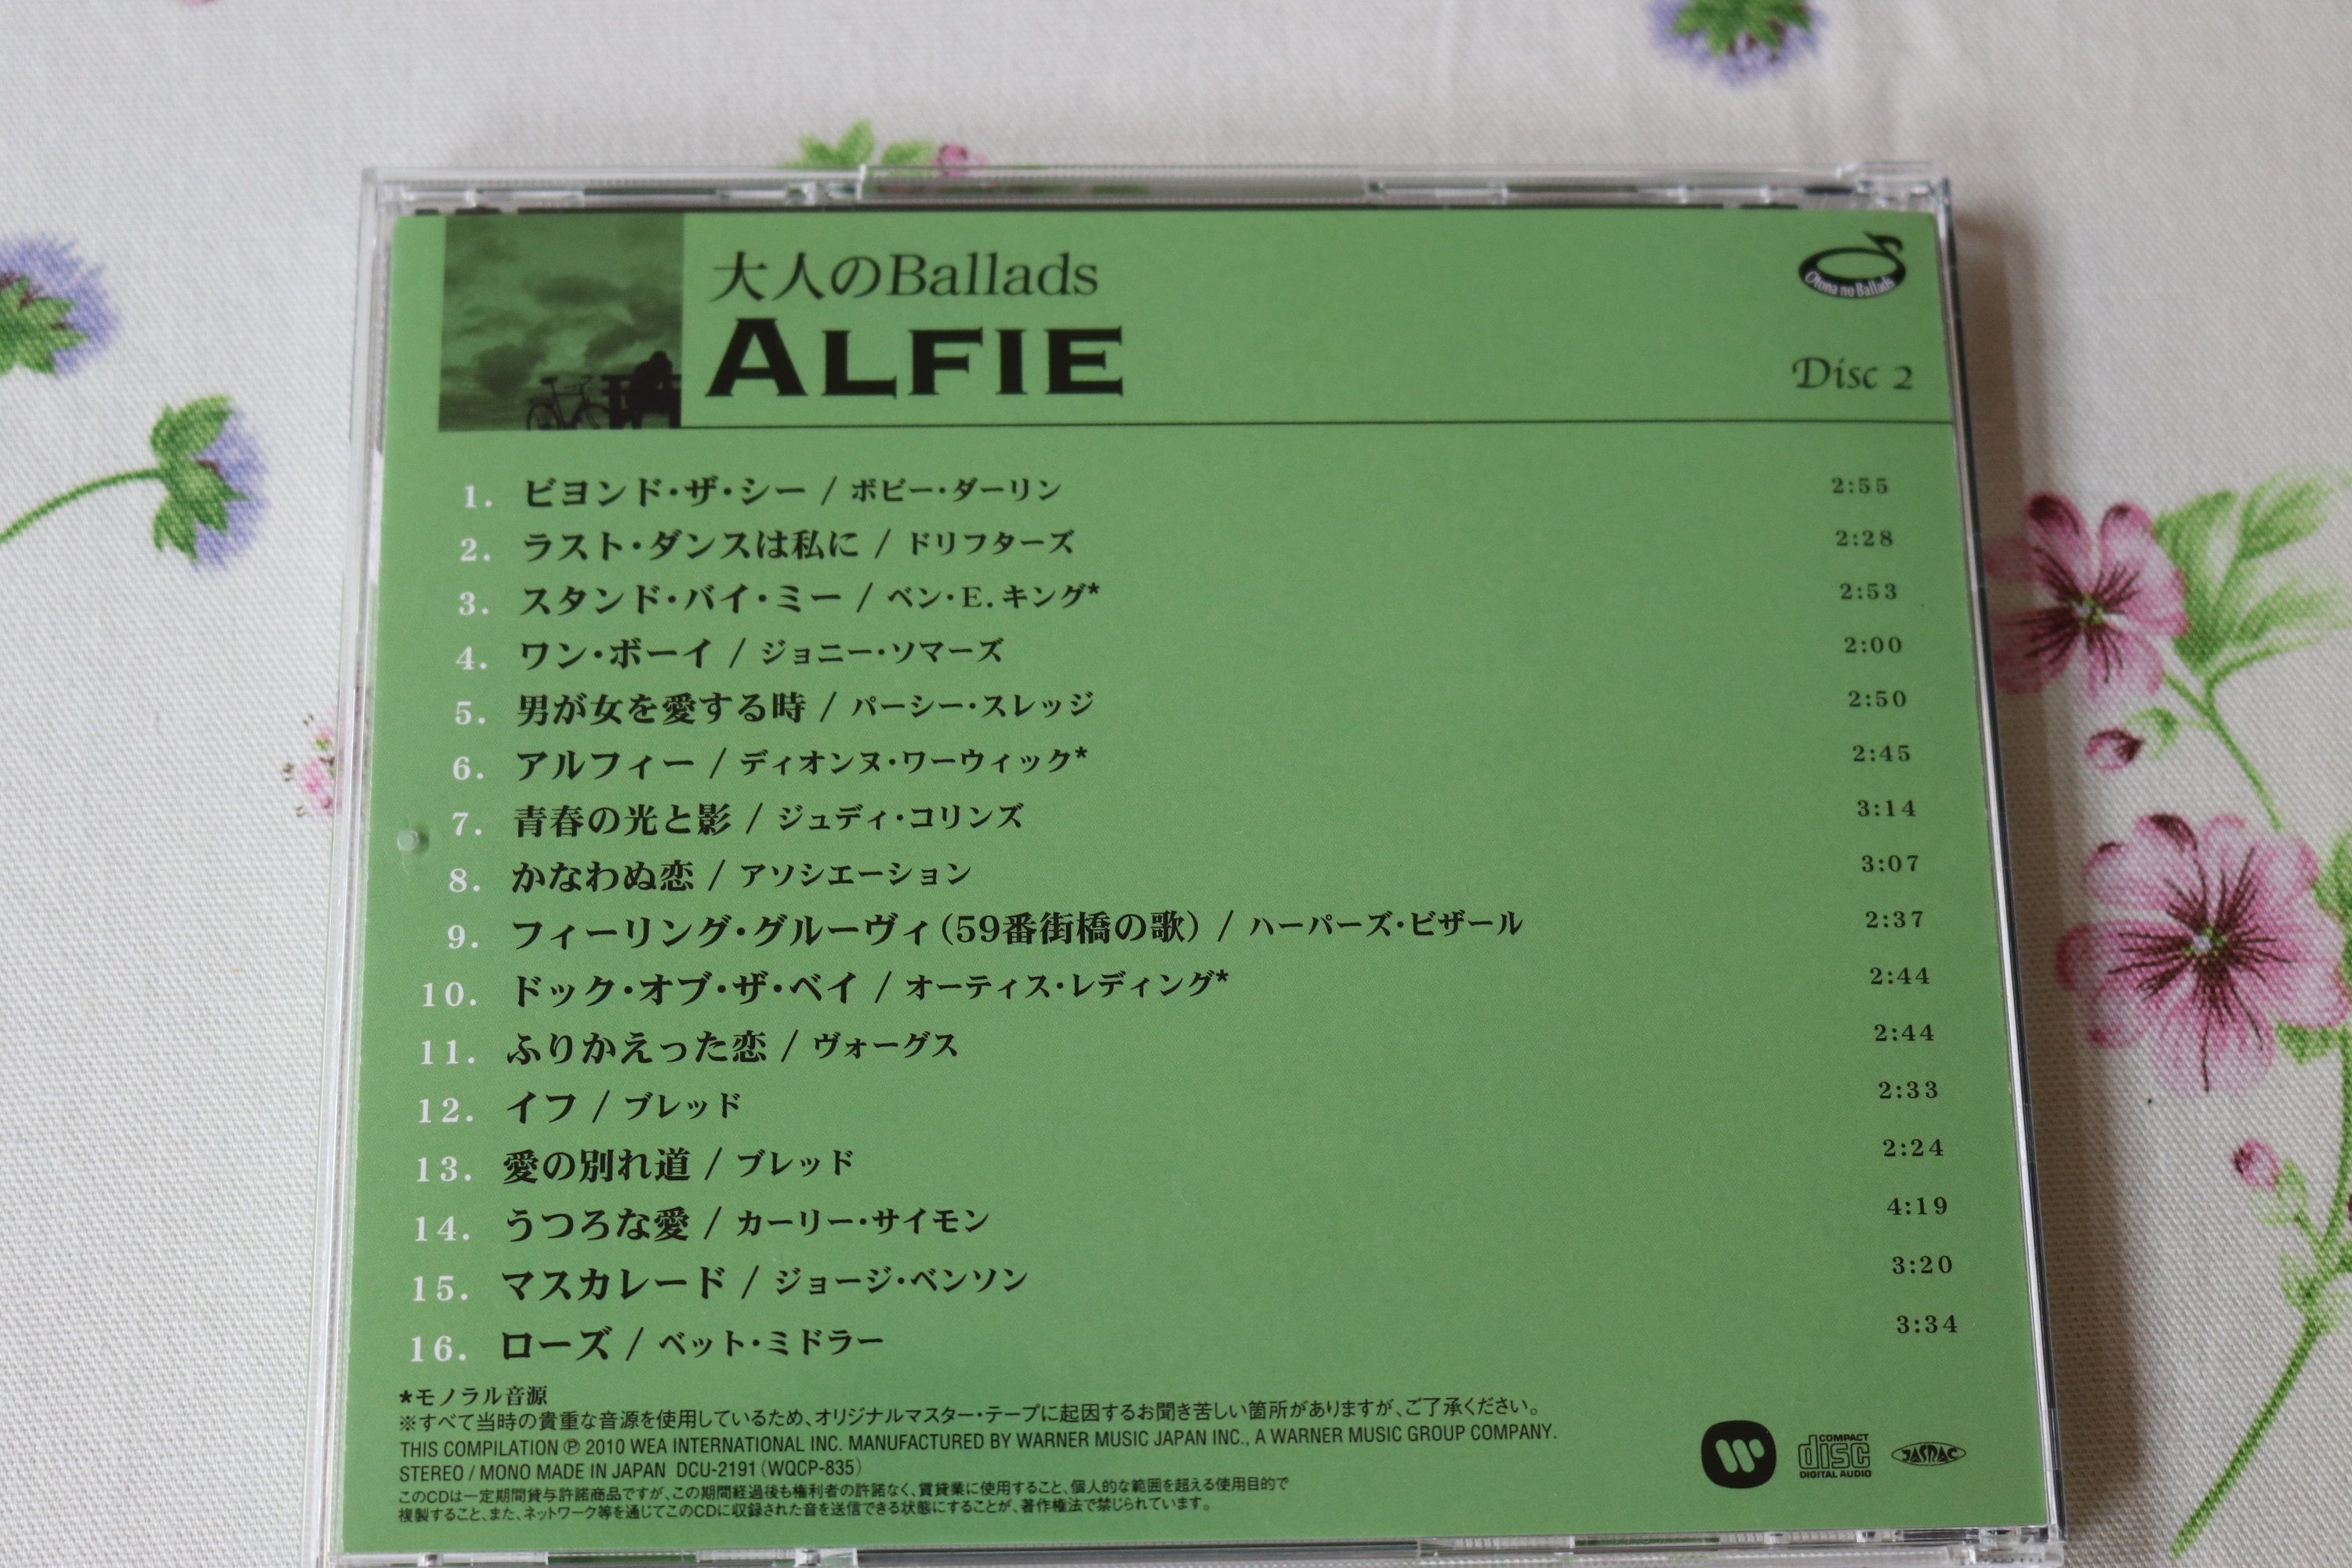 大人のBallads
ALFIE
Otona no Ballads
Disc 2
1. ビヨンド・ザ・シー / ボビー・ダーリン 2:55
2. ラスト・ダンスは私に / ドリフターズ 2:28
3. スタンド・バイ・ミー / ベン・E.キング* 2:53
4. ワン・ボーイ / ジョニー・ソマーズ 2:00
5. 男が女を愛する時 / パーシー・スレッジ 2:50
6. アルフィー / ディオンヌ・ワーウィック* 2:45
7. 青春の光と影 / ジュディ・コリンズ 3:14
8. かなわぬ恋 / アソシエーション 3:07
9. フィーリング・グルーヴィ(59番街橋の歌) / ハーパーズ・ビザール 2:37
10. ドック・オブ・ザ・ベイ / オーティス・レディング* 2:44
11. ふりかえった恋 / ヴォーグス 2:44
12. イフ / ブレッド 2:33
13. 愛の別れ道 / ブレッド 2:24
14. うつろな愛 / カーリー・サイモン 4:19
15. マスカレード / ジョージ・ベンソン 3:20
16. ローズ / ベット・ミドラー 3:34
*モノラル音源
※すべて当時の貴重な音源を使用しているため、オリジナルマスター・テープに起因するお聞き苦しい箇所がありますが、ご了承ください。
THIS COMPILATION ℗ 2010 WEA INTERNATIONAL INC. MANUFACTURED BY WARNER MUSIC JAPAN INC., A WARNER MUSIC GROUP COMPANY.
STEREO / MONO MADE IN JAPAN DCU-2191(WQCP-835)
このCDは一定期間貸与許諾商品ですが、この期間経過後も権利者の許諾なく、賃貸業に使用すること、個人的な範囲を超える使用目的で
複製すること、また、ネットワーク等を通じてこのCDに収録された音を送信できる状態にすることが、著作権法で禁じられています。
COMPACT disc DIGITAL AUDIO
JASRAC